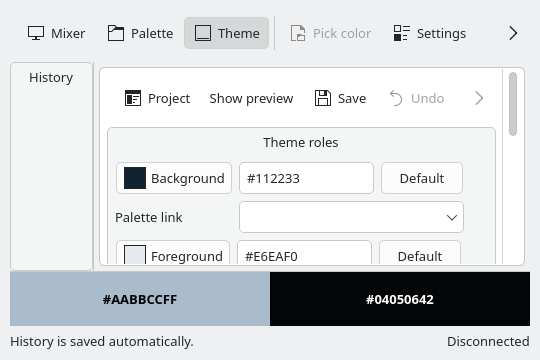 Mixer Palette Theme Pick color Settings
History
Project Show preview Save Undo
Theme roles
Background #112233 Default
Palette link
Foreground #E6EAF0 Default
#AABBCCFF #04050642
History is saved automatically. Disconnected